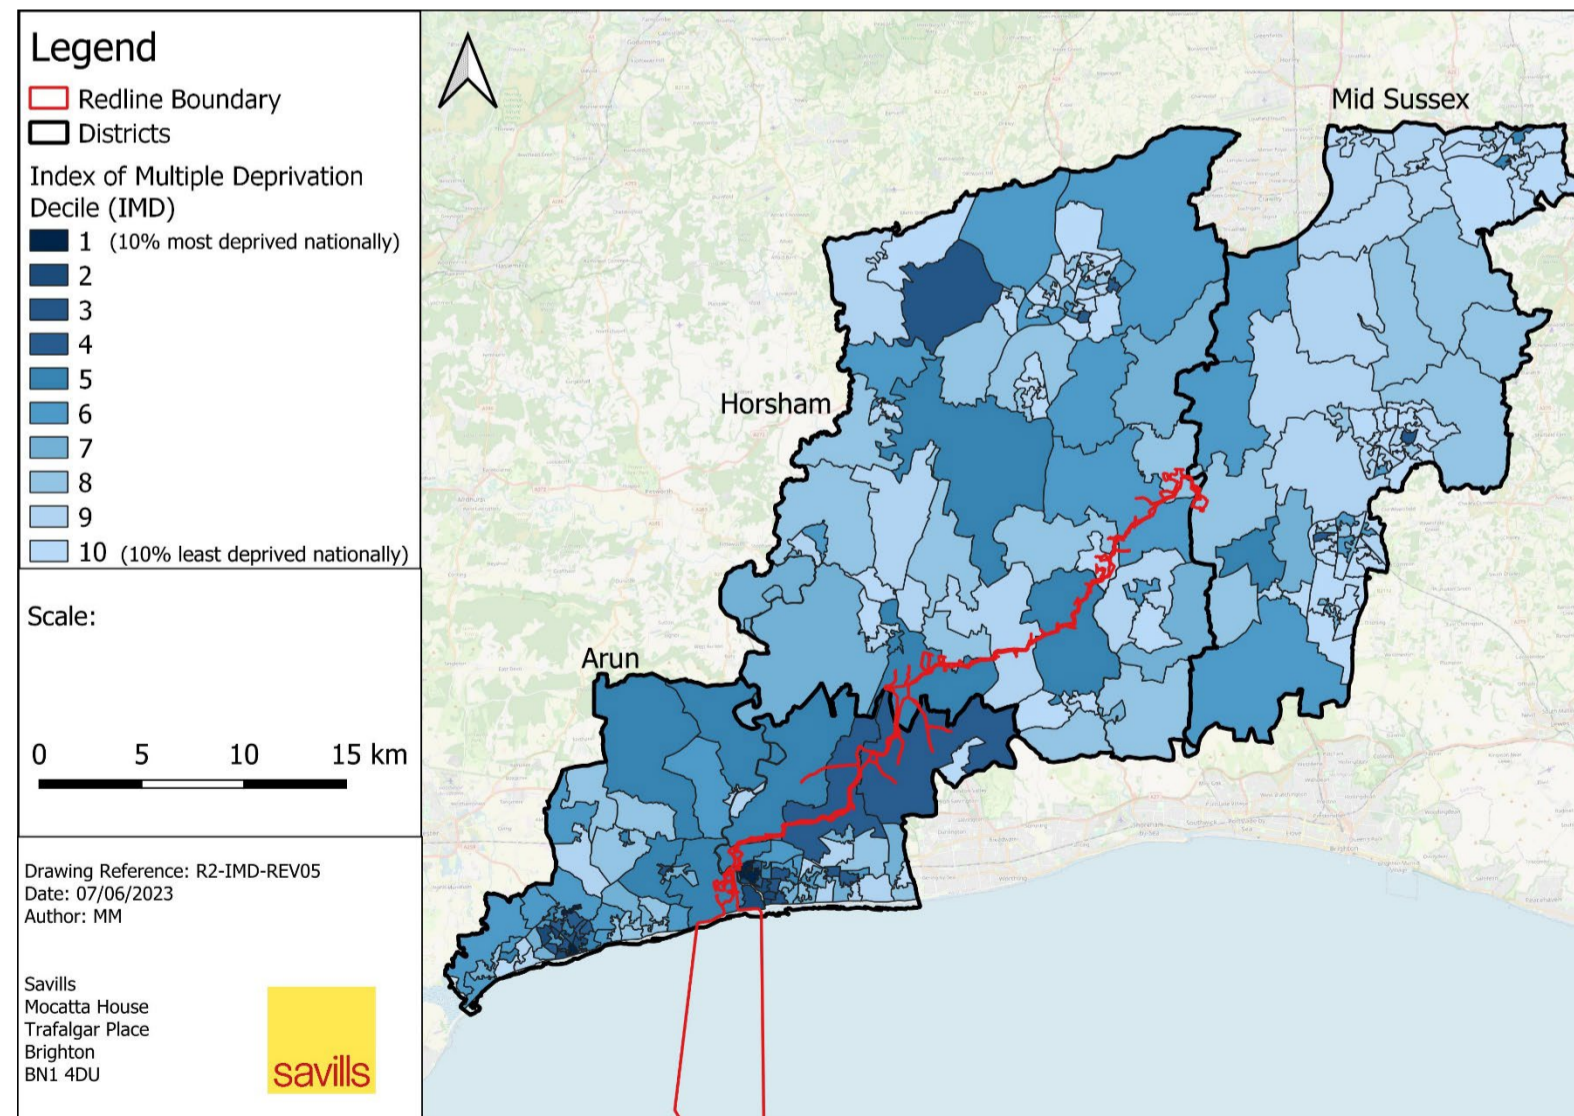 Legend
Redline Boundary
Districts
Index of Multiple Deprivation
Decile (IMD)
1 (10% most deprived nationally)
2
3
4
5
6
7
8
9
10 (10% least deprived nationally)
Scale:
0 5 10 15 km
Drawing Reference: R2-IMD-REV05
Date: 07/06/2023
Author: MM
Savills
Mocatta House
Trafalgar Place
Brighton
BN1 4DU
savills
Mid Sussex
Horsham
Arun